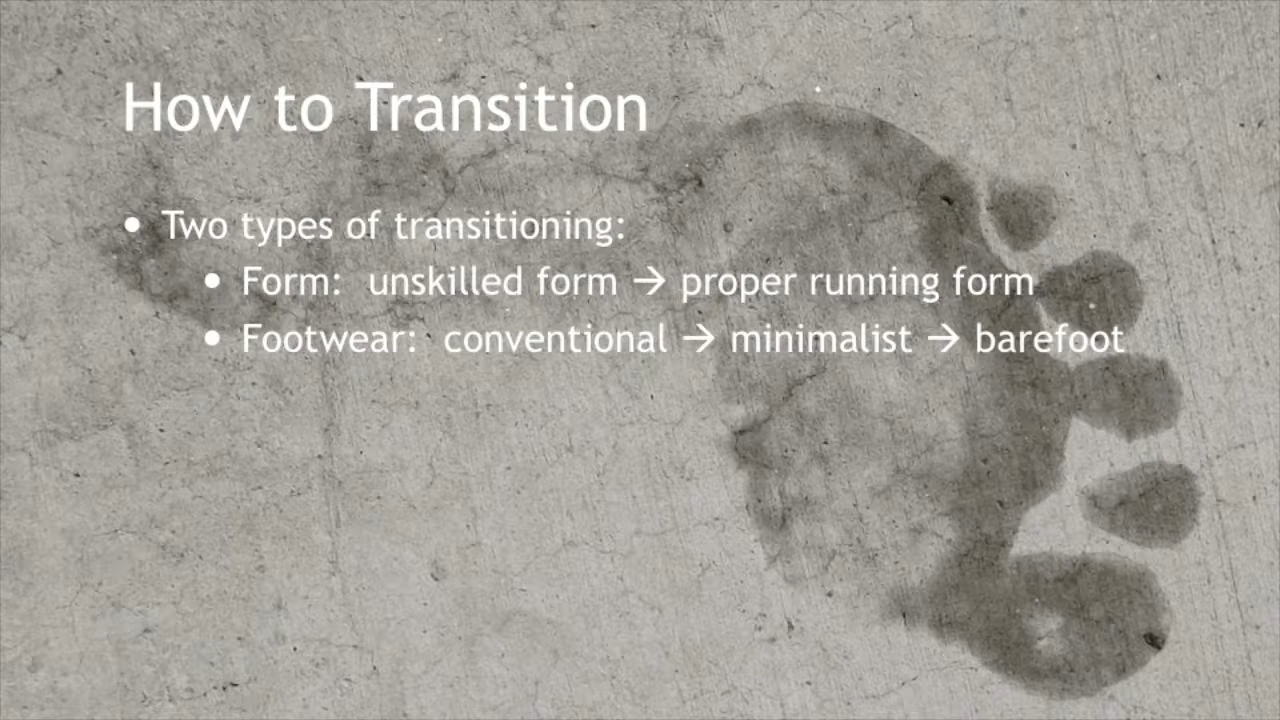 How to Transition
• Two types of transitioning:
• Form:  unskilled form → proper running form
• Footwear:  conventional → minimalist → barefoot